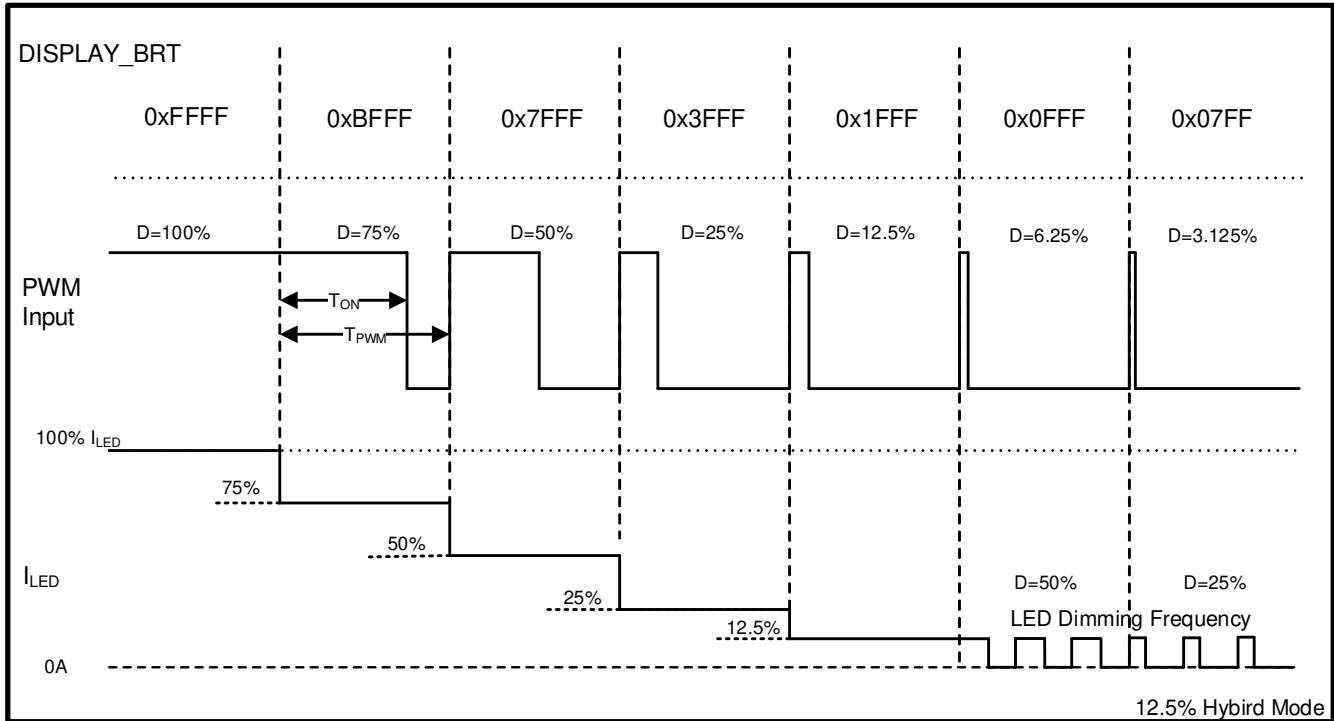 DISPLAY_BRT
0xFFFF 0xBFFF 0x7FFF 0x3FFF 0x1FFF 0x0FFF 0x07FF
D=100% D=75% D=50% D=25% D=12.5% D=6.25% D=3.125%
PWM
Input
TON
TPWM
100% ILED
75%
50%
ILED
25%
12.5%
D=50% D=25%
LED Dimming Frequency
0A
12.5% Hybird Mode